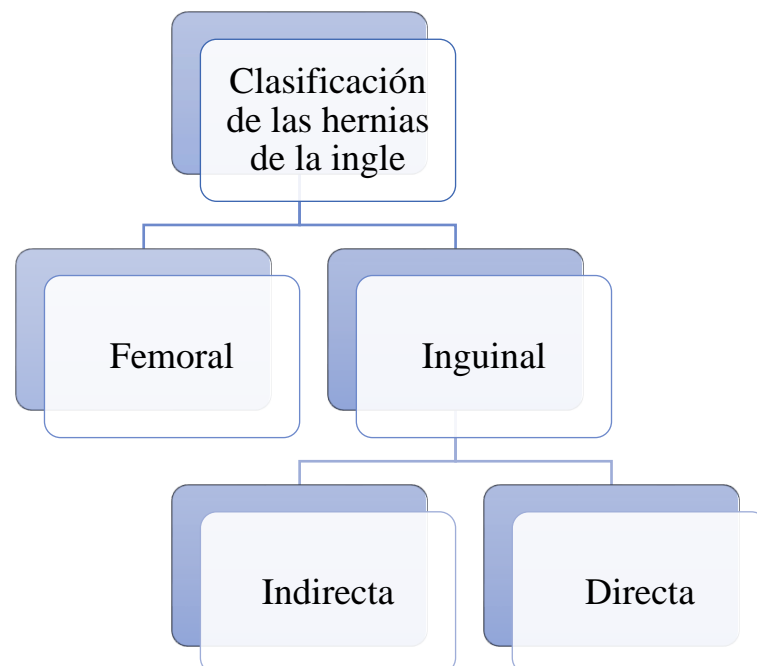 Clasificación
de las hernias
de la ingle
Femoral
Inguinal
Indirecta
Directa